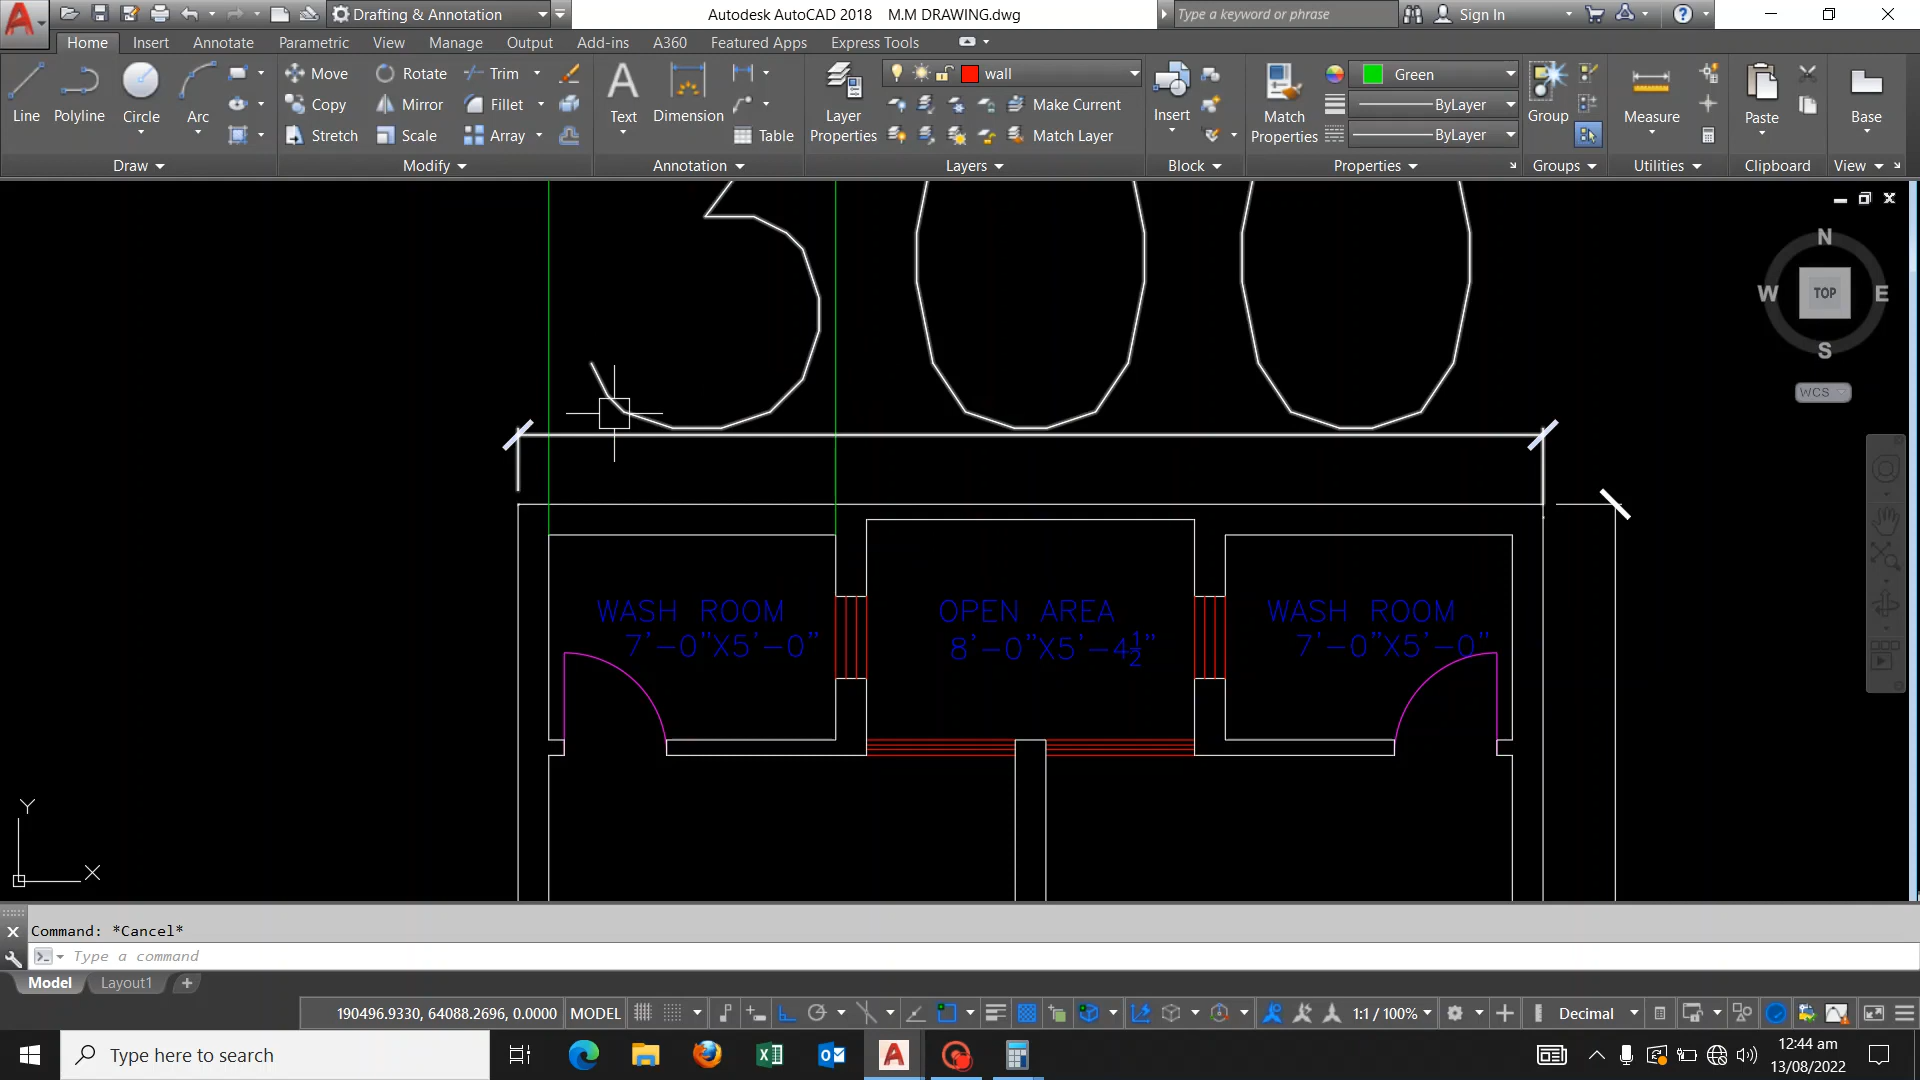 Drafting & Annotation
Autodesk AutoCAD 2018 M.M DRAWING.dwg
Type a keyword or phrase
Sign In
Home Insert Annotate Parametric View Manage Output Add-ins A360 Featured Apps Express Tools
Line Polyline Circle Arc
Move Rotate Trim
Copy Mirror Fillet
Stretch Scale Array
Text Dimension Table
Layer Properties
wall
Make Current
Match Layer
Insert
Match Properties
Green
ByLayer
ByLayer
Group
Measure
Paste
Base
Draw Modify Annotation Layers Block Properties Groups Utilities Clipboard View
300
N
W TOP E
S
WCS
WASH ROOM
7'-0"X5'-0"
OPEN AREA
8'-0"X5'-4½"
WASH ROOM
7'-0"X5'-0"
Y
X
Command: *Cancel*
Type a command
Model Layout1 +
190496.9330, 64088.2696, 0.0000 MODEL 1:1 / 100% Decimal
Type here to search
12:44 am
13/08/2022